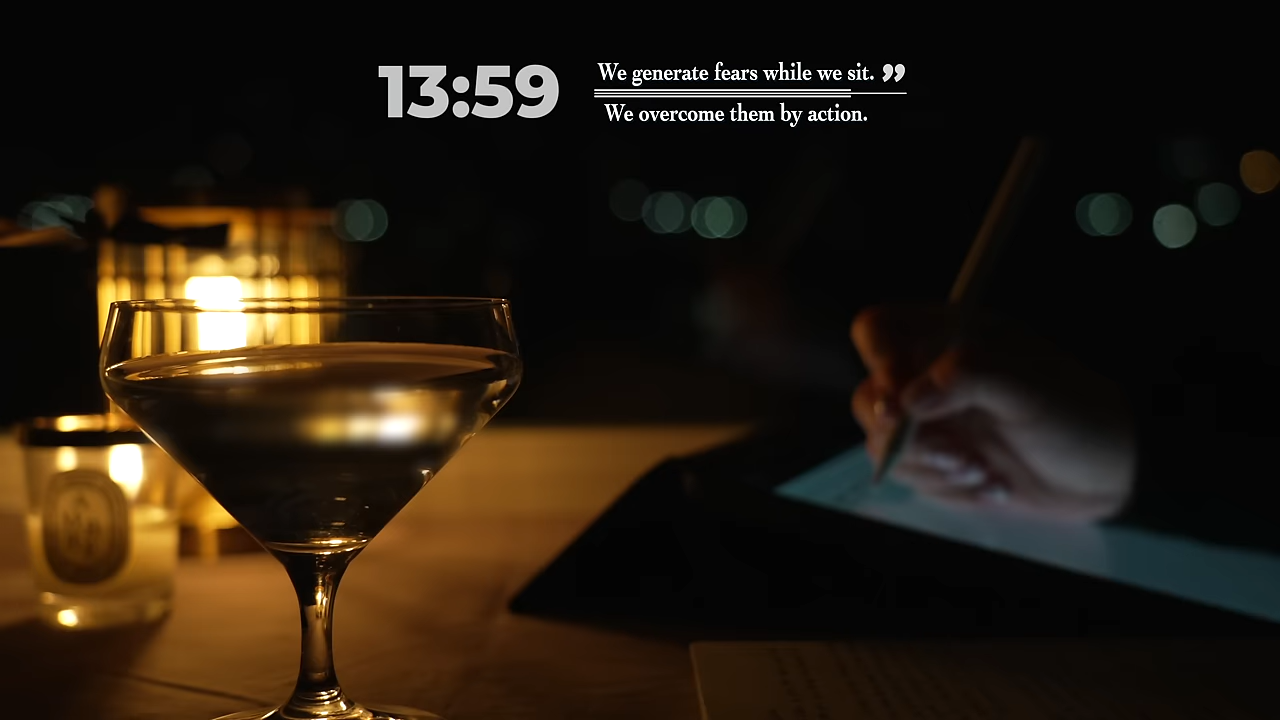 13:59
We generate fears while we sit. ”
We overcome them by action.